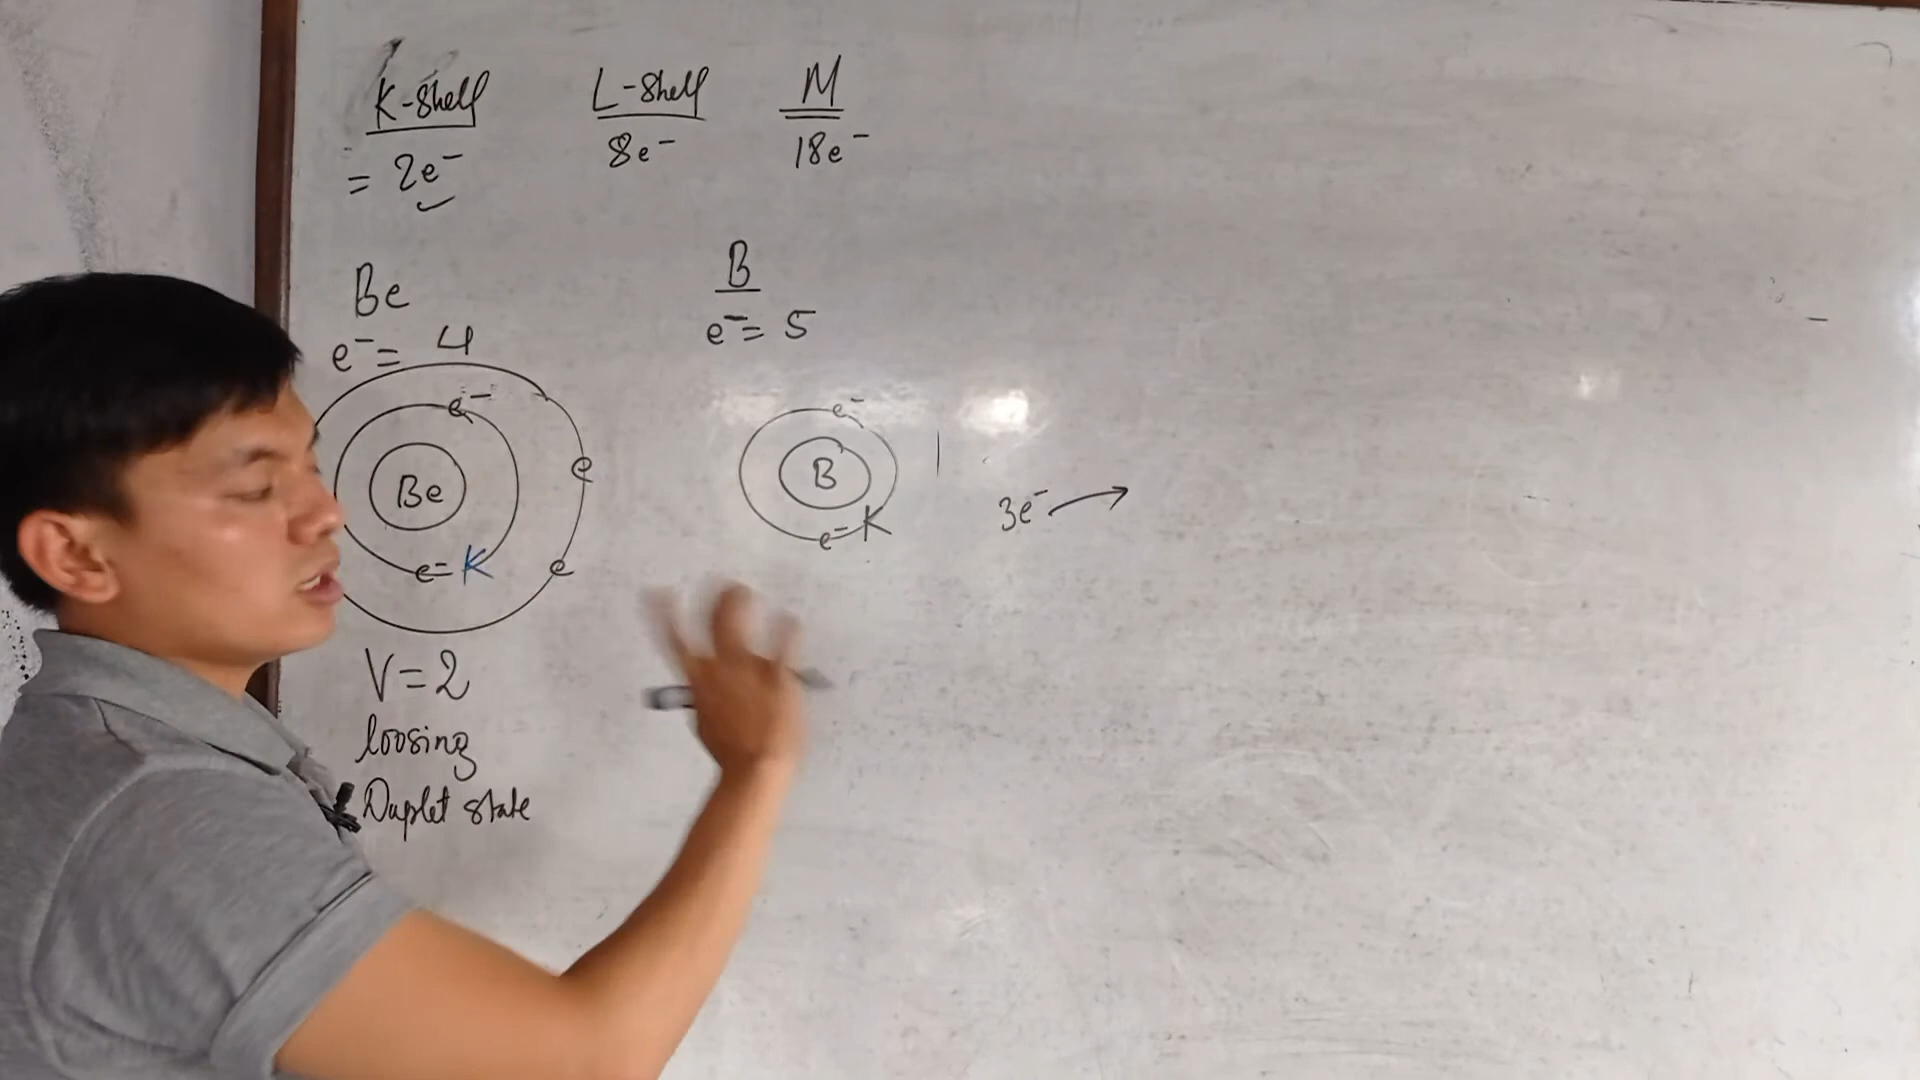 K-shell L-shell M
= 2e⁻ 8e⁻ 18e⁻
Be
e⁻= 4
B
e⁻= 5
e⁻
Be
e
e⁻ K
e
e⁻
B
e⁻ K
3e⁻ →
V=2
loosing
Duplet state